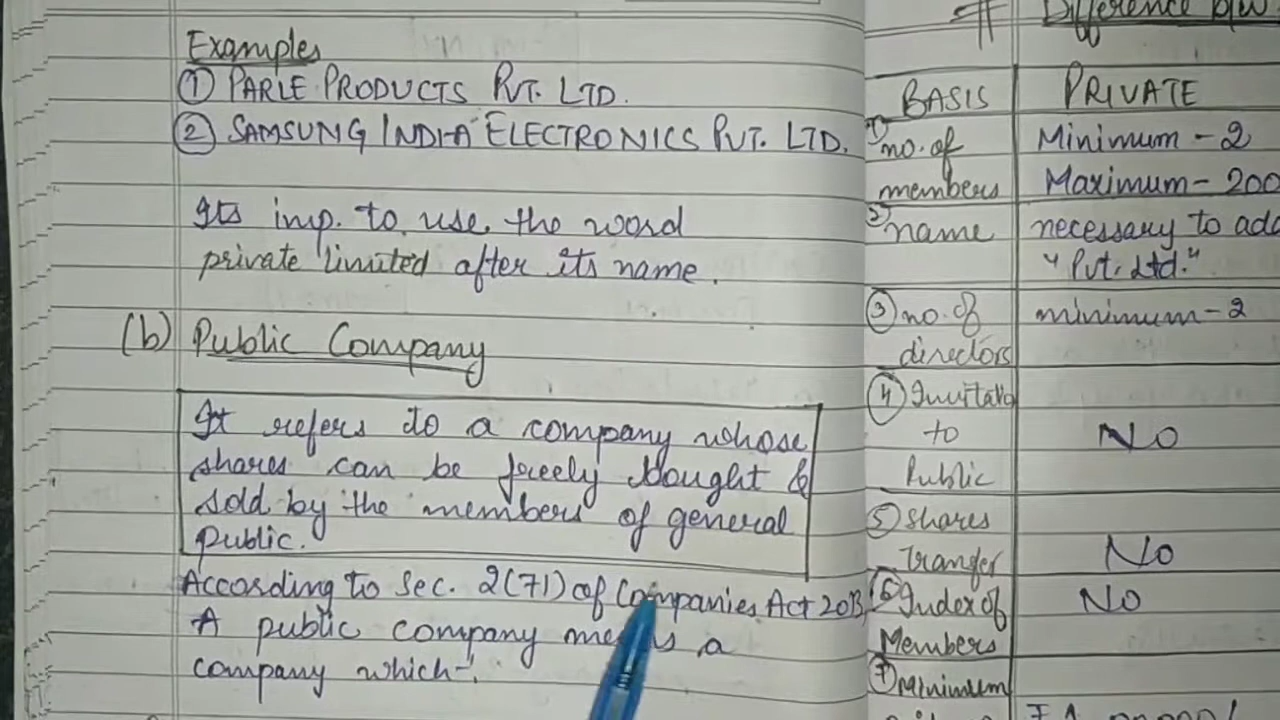 Examples
① PARLE PRODUCTS PVT. LTD.
② SAMSUNG INDIA ELECTRONICS PVT. LTD.
Its imp. to use the word
private limited after its name.
(b) Public Company
It refers to a company whose
shares can be freely bought &
sold by the members of general
public.
According to Sec. 2(71) of Companies Act 2013,
A public company means a
company which-:
# Difference b/w
BASIS PRIVATE
① no. of Minimum - 2
members Maximum - 200
② name necessary to add
"Pvt. Ltd."
③ no. of minimum - 2
directors
④ Invitatio
to No
Public
⑤ shares
Transfer No
⑥ Index of No
Members
⑦ Minimum